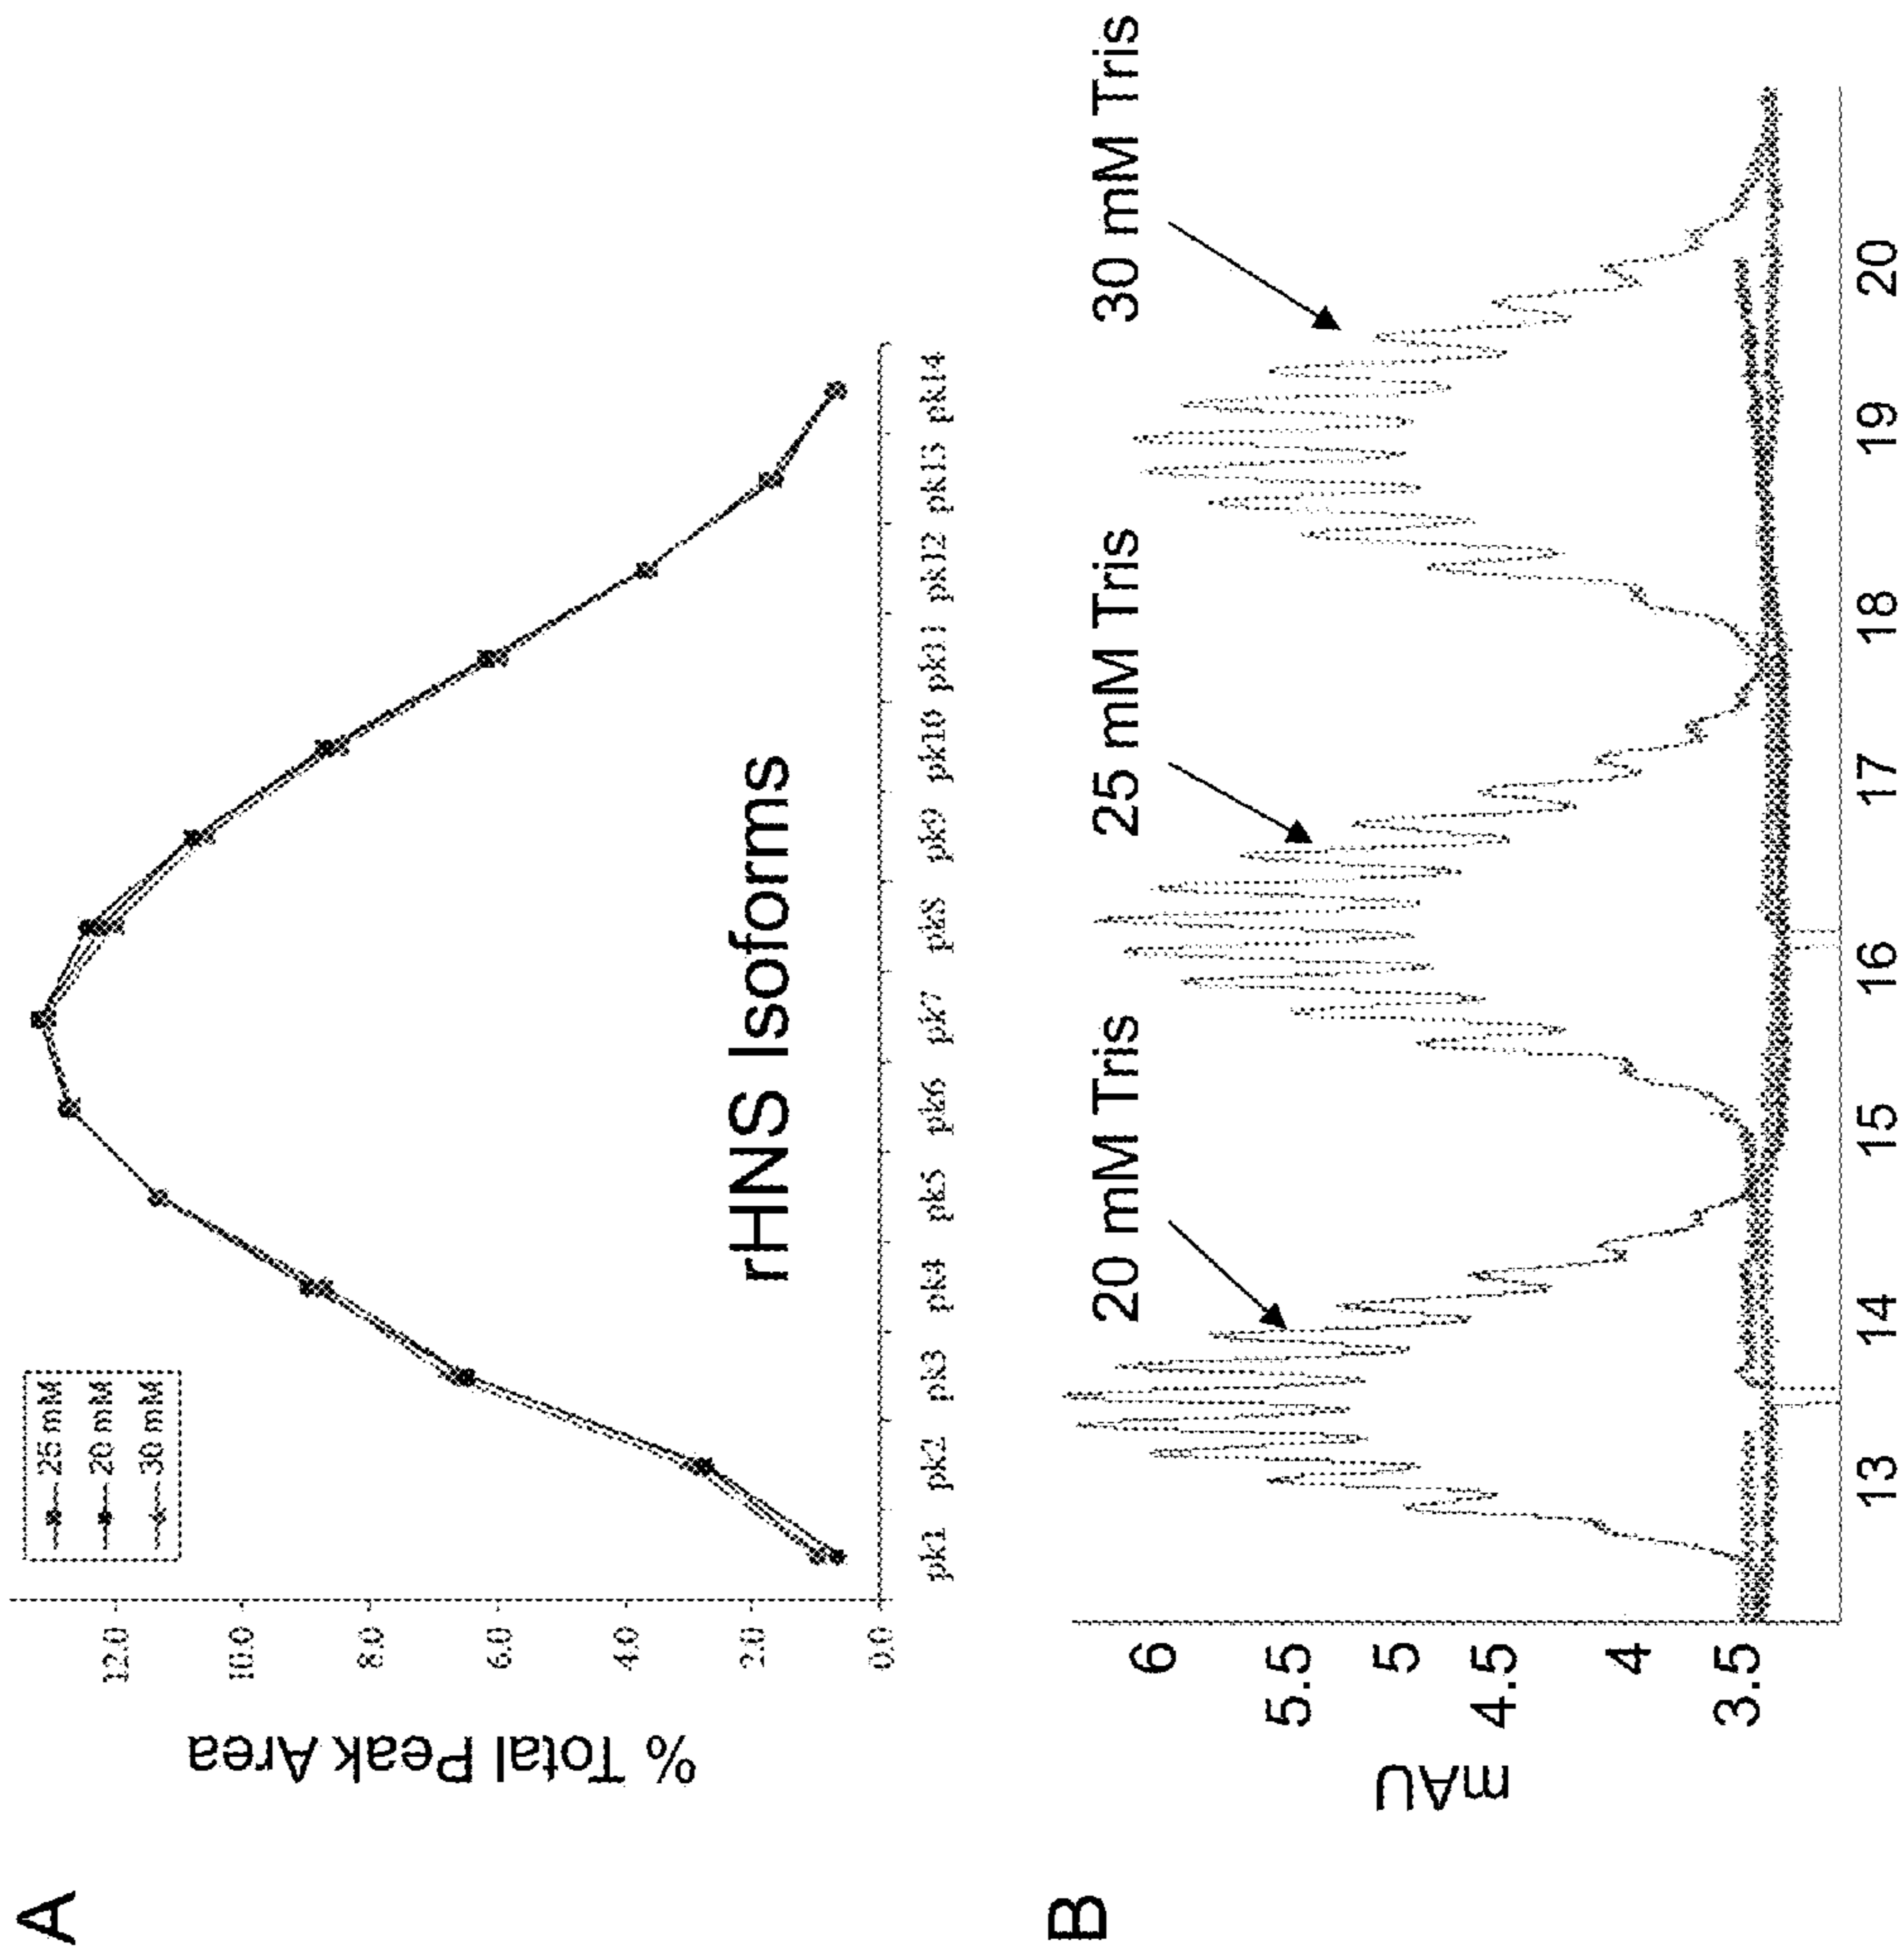 A
25 mM
20 mM
30 mM
% Total Peak Area
12.0
10.0
8.0
6.0
4.0
2.0
0.0
rHNS Isoforms
pk1 pk2 pk3 pk4 pk5 pk6 pk7 pk8 pk9 pk10 pk11 pk12 pk13 pk14
B
20 mM Tris
25 mM Tris
30 mM Tris
mAU
6
5.5
5
4.5
4
3.5
13 14 15 16 17 18 19 20